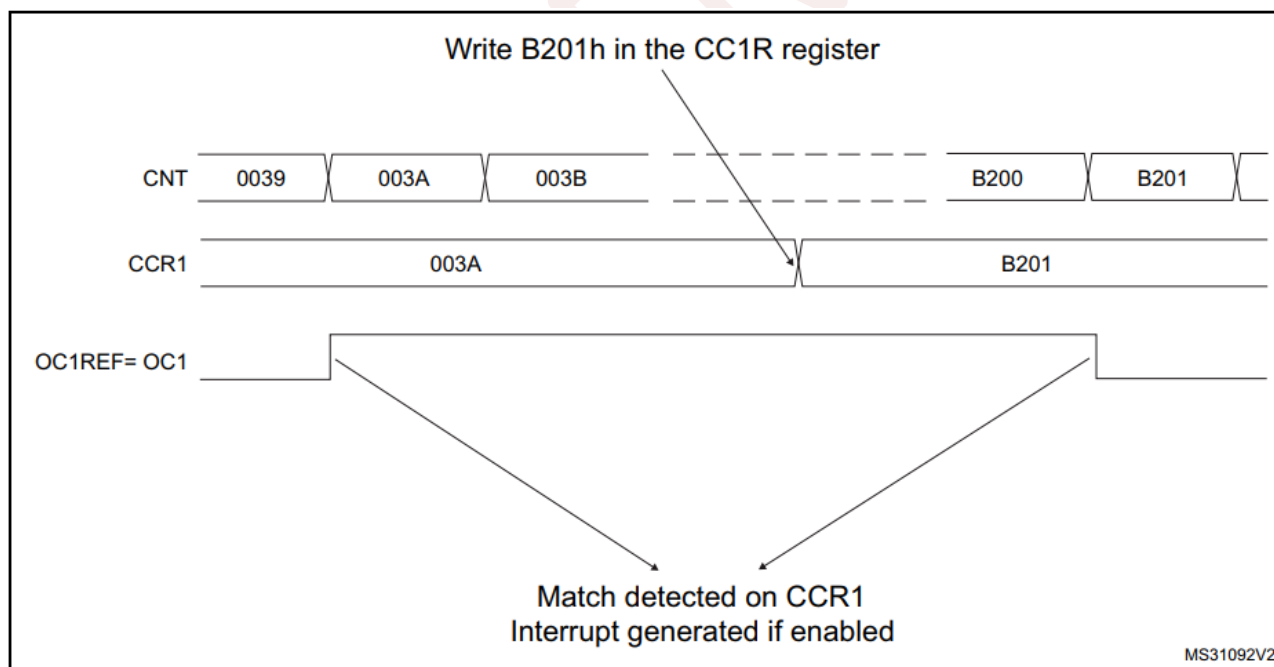 Write B201h in the CC1R register
CNT 0039 003A 003B B200 B201
CCR1 003A B201
OC1REF= OC1
Match detected on CCR1
Interrupt generated if enabled
MS31092V2